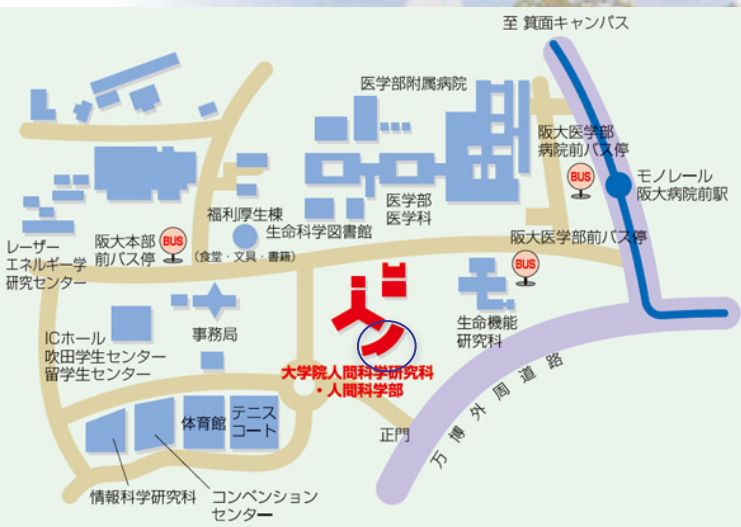 至 箕面キャンパス
医学部附属病院
阪大医学部
病院前バス停
BUS
モノレール
阪大病院前駅
医学部
医学科
福利厚生棟
生命科学図書館
(食堂・文具・書籍)
阪大医学部前バス停
BUS
レーザー
エネルギー学
研究センター
阪大本部
前バス停
BUS
ICホール
吹田学生センター
留学生センター
事務局
生命機能
研究科
大学院人間科学研究科
・人間科学部
体育館
テニス
コート
正門
万博外周道路
情報科学研究科
コンベンション
センター